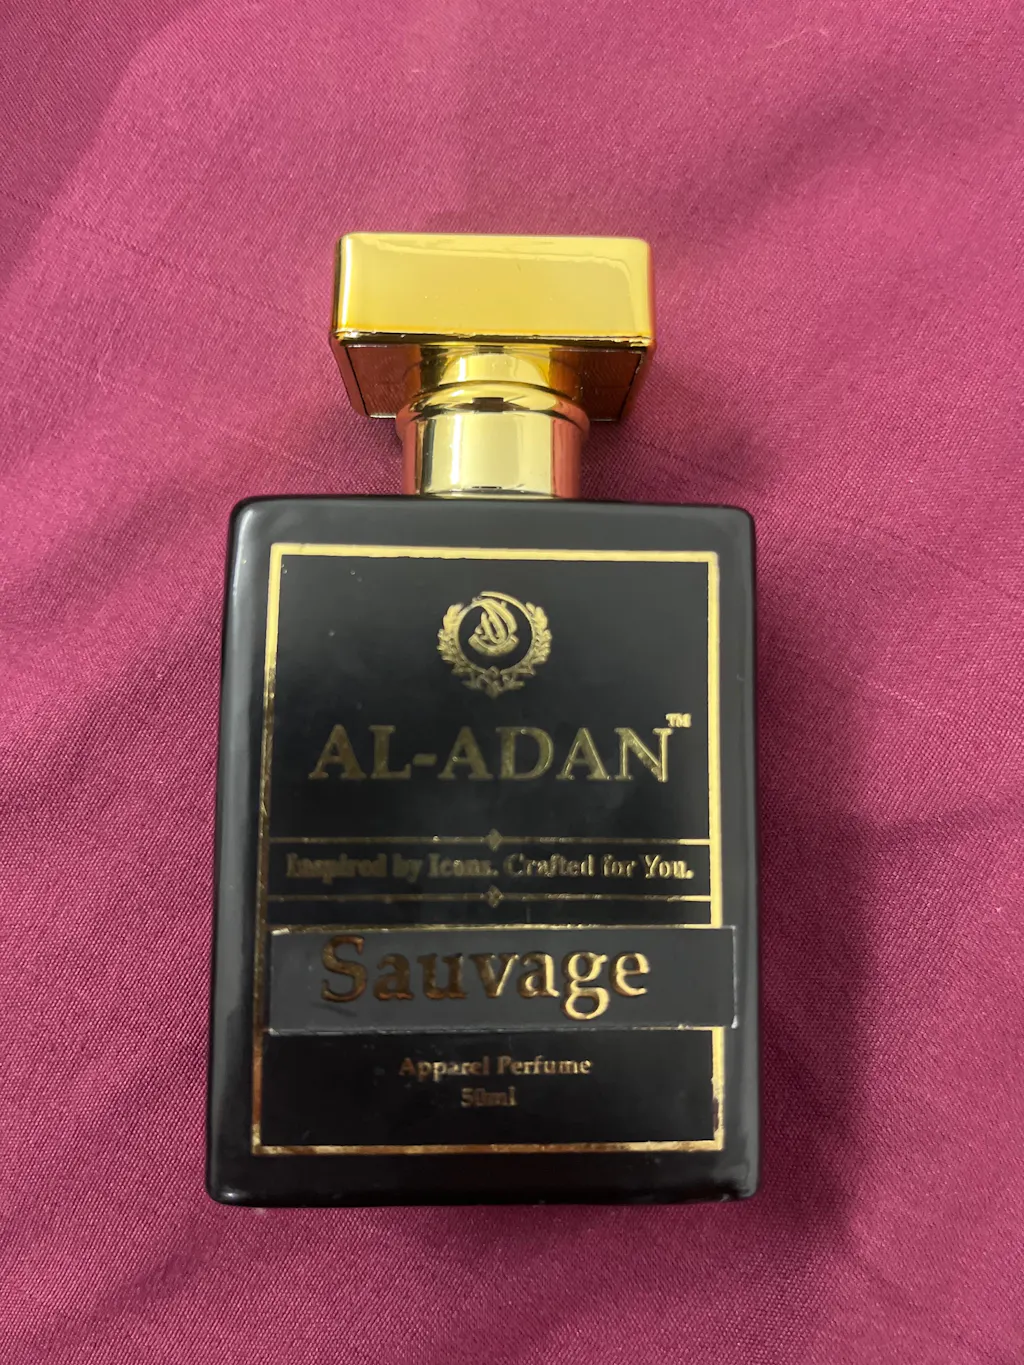 AL-ADAN™
Inspired by Icons. Crafted for You.
Sauvage
Apparel Perfume
50ml